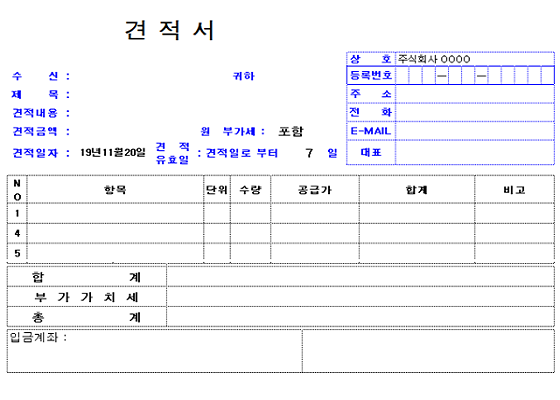 견 적 서
상 호 주식회사 OOOO
수 신 : 귀하
등록번호 — —
제 목 :
주 소
견적내용 :
전 화
견적금액 : 원 부가세 : 포함
E-MAIL
견적일자 : 19년11월20일 견 적 유효일 : 견적일로 부터 7 일
대표
NO 항목 단위 수량 공급가 합계 비고
1
4
5
합 계
부 가 가 치 세
총 계
입금계좌 :